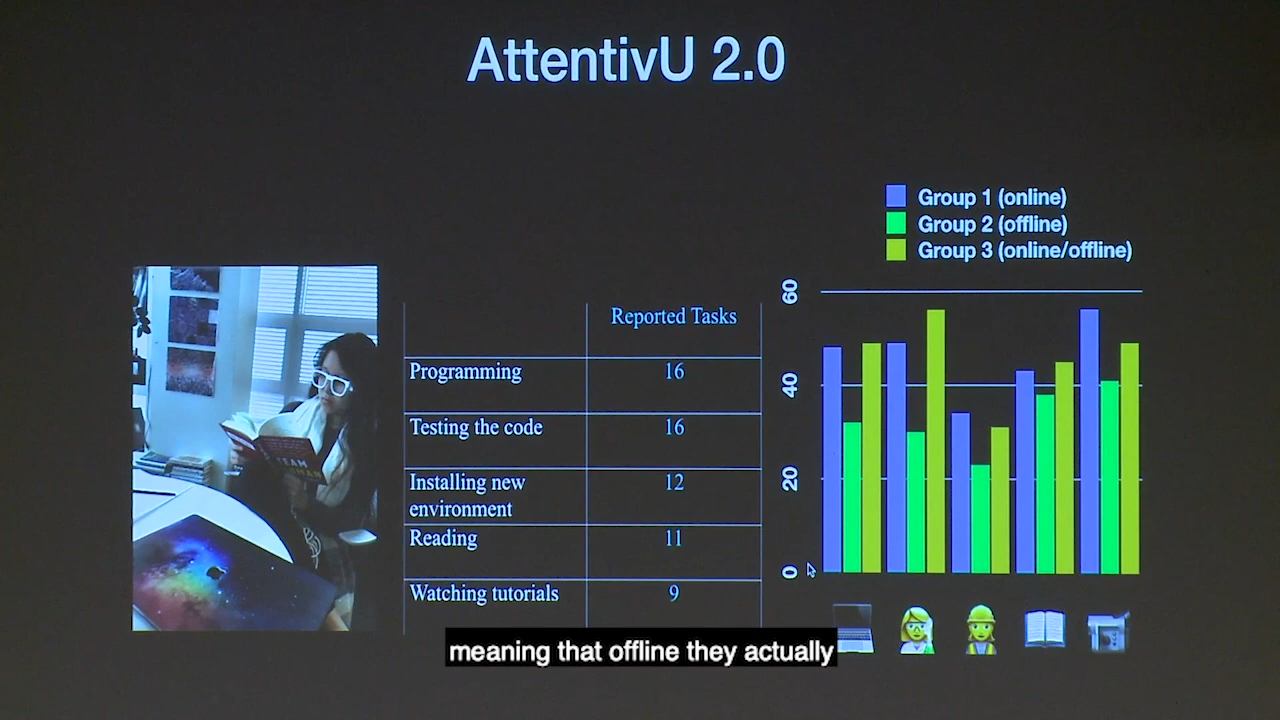 AttentivU 2.0
Group 1 (online)
Group 2 (offline)
Group 3 (online/offline)
Reported Tasks
Programming 16
Testing the code 16
Installing new
environment 12
Reading 11
Watching tutorials 9
60
40
20
0
TEAM
meaning that offline they actually